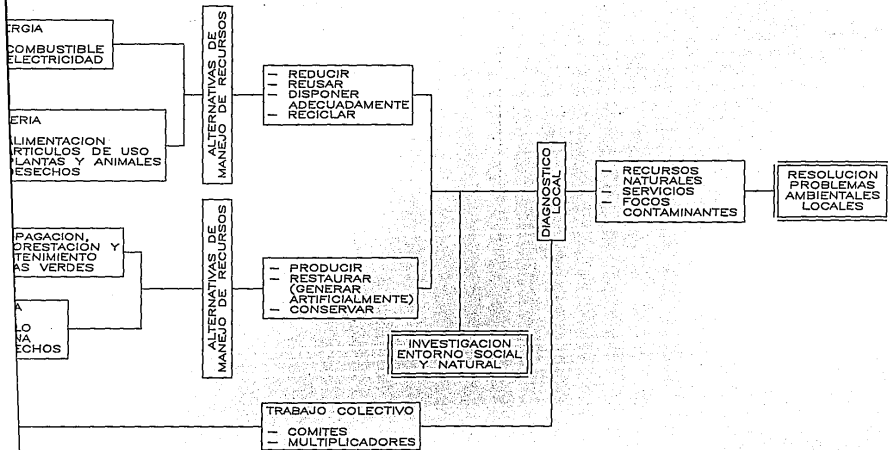 ERGIA
COMBUSTIBLE
ELECTRICIDAD
ERIA
ALIMENTACION
ARTICULOS DE USO
PLANTAS Y ANIMALES
DESECHOS
PAGACION,
ORESTACION Y
TENIMIENTO
AS VERDES
A
LO
NA
ECHOS
ALTERNATIVAS DE
MANEJO DE RECURSOS
ALTERNATIVAS DE
MANEJO DE RECURSOS
— REDUCIR
— REUSAR
— DISPONER
ADECUADAMENTE
— RECICLAR
— PRODUCIR
— RESTAURAR
(GENERAR
ARTIFICIALMENTE)
— CONSERVAR
INVESTIGACION
ENTORNO SOCIAL
Y NATURAL
TRABAJO COLECTIVO
— COMITES
— MULTIPLICADORES
DIAGNOSTICO
LOCAL
— RECURSOS
NATURALES
— SERVICIOS
— FOCOS
CONTAMINANTES
RESOLUCION
PROBLEMAS
AMBIENTALES
LOCALES